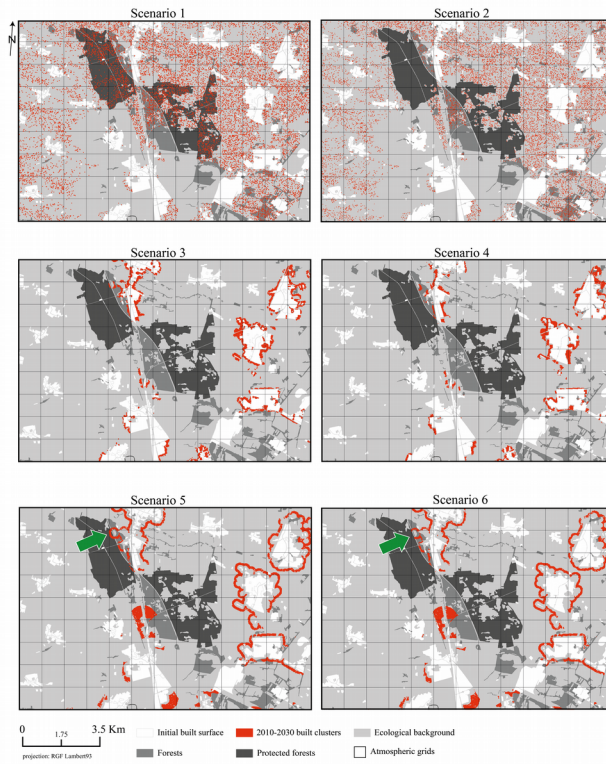 Scenario 1
Scenario 2
N
Scenario 3
Scenario 4
Scenario 5
Scenario 6
0 3.5 Km
1.75
projection: RGF Lambert93
Initial built surface
2010-2030 built clusters
Ecological background
Forests
Protected forests
Atmospheric grids